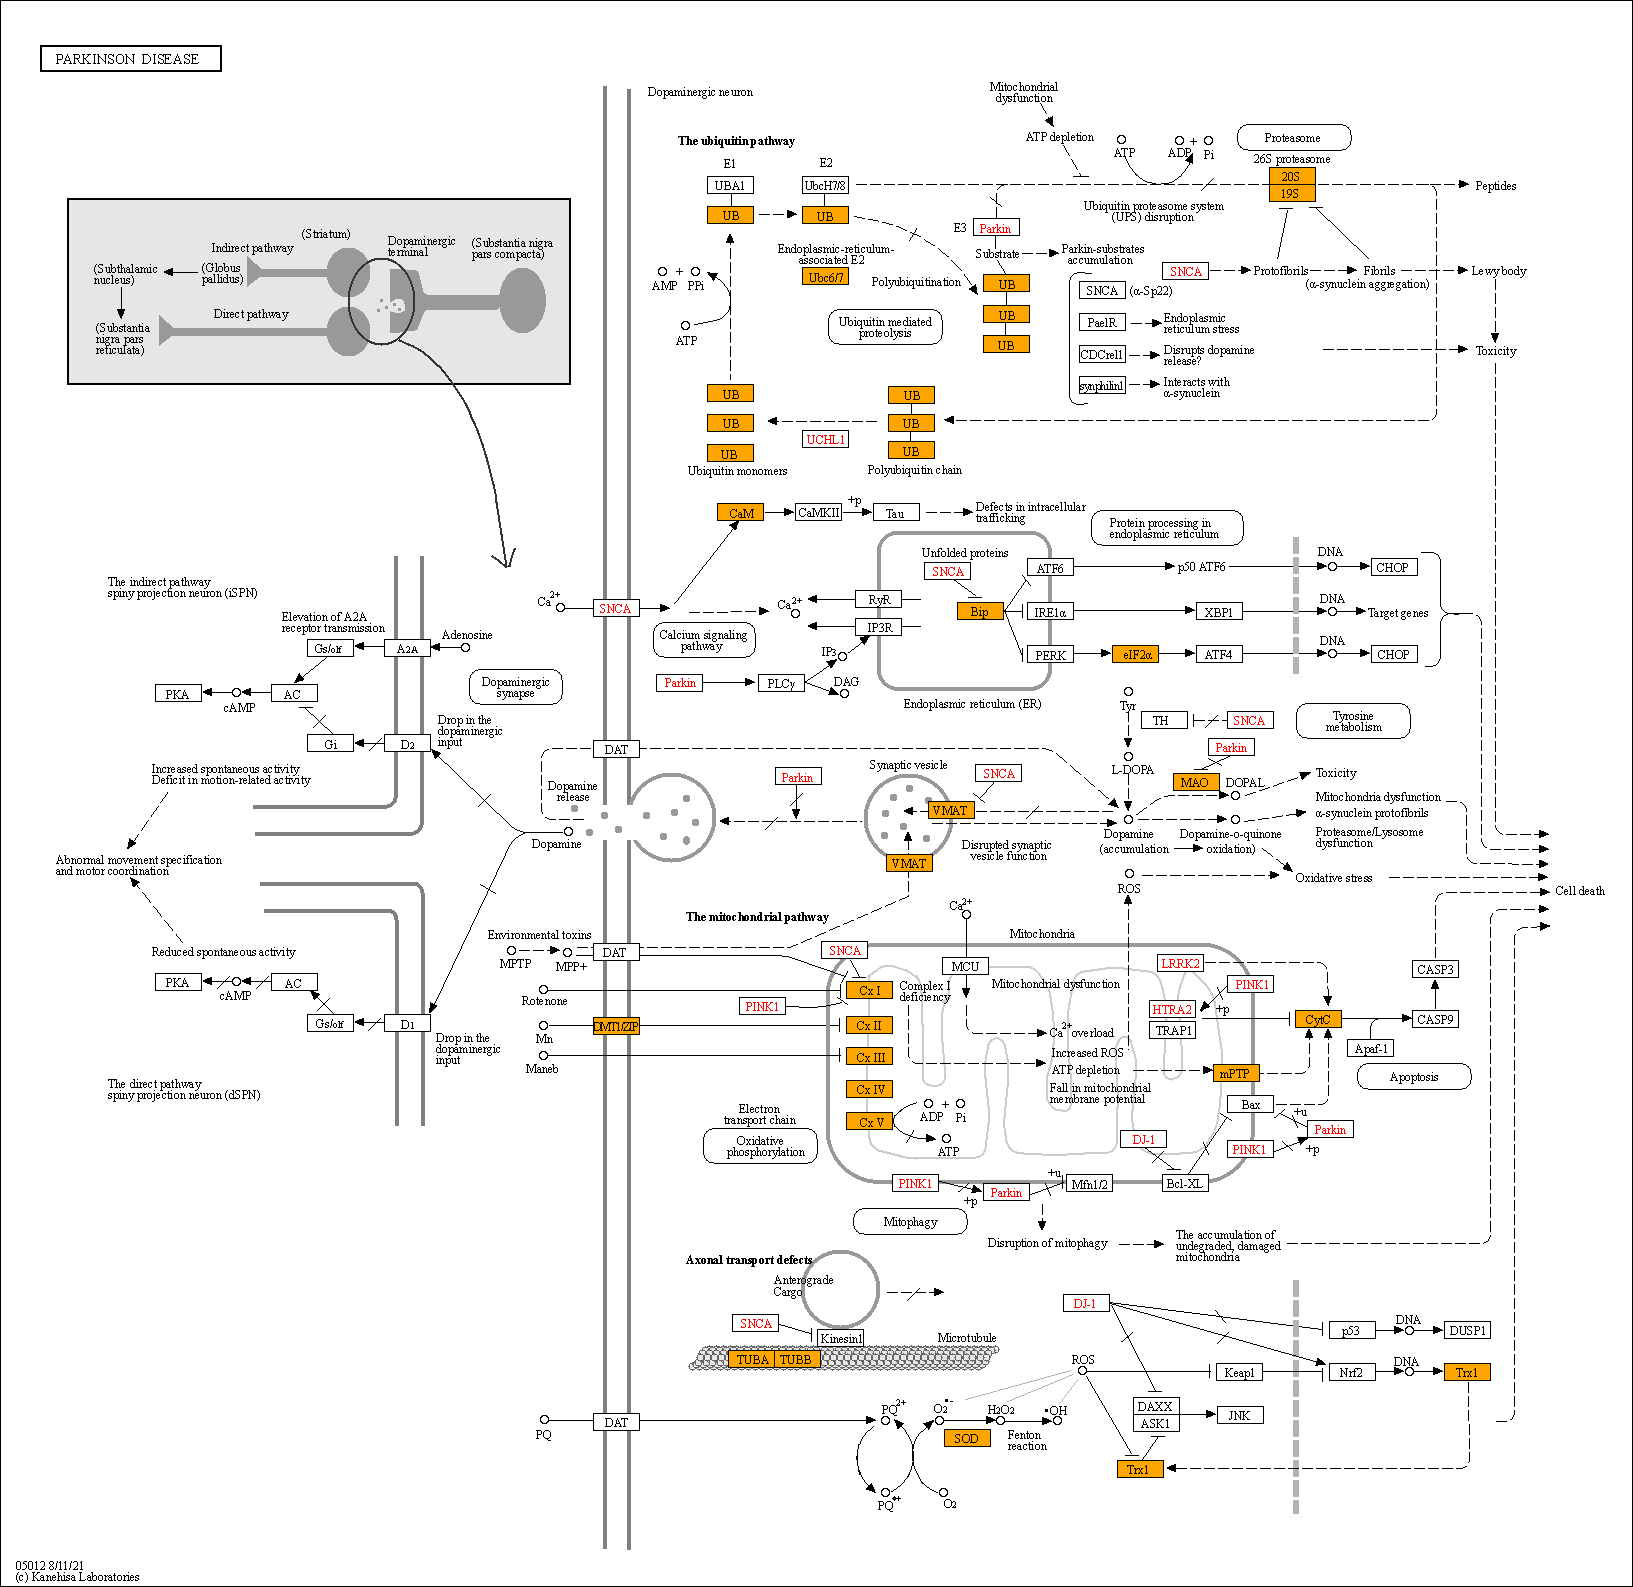 PARKINSON DISEASE
Dopaminergic neuron
Mitochondrial
dysfunction
ATP depletion
ATP
ADP
+
Pi
Proteasome
26S proteasome
The ubiquitin pathway
E1
E2
UBA1
UbcH7/8
20S
19S
Peptides
UB
UB
E3
Parkin
Ubiquitin proteasome system
(UPS) disruption
Endoplasmic-reticulum-
associated E2
Ubc6/7
Substrate
Parkin-substrates
accumulation
Polyubiquitination
UB
UB
UB
SNCA
Protofibrils
Fibrils
(α-synuclein aggregation)
Lewy body
SNCA
(α-Sp22)
PaelR
Endoplasmic
reticulum stress
CDCrel1
Disrupts dopamine
release?
synphilin1
Interacts with
α-synuclein
Toxicity
AMP
+
PPi
ATP
Ubiquitin mediated
proteolysis
UB
UB
UB
Ubiquitin monomers
UCHL1
UB
UB
UB
Polyubiquitin chain
(Striatum)
Indirect pathway
(Subthalamic
nucleus)
(Globus
pallidus)
Dopaminergic
terminal
(Substantia nigra
pars compacta)
Direct pathway
(Substantia
nigra pars
reticulata)
CaM
CaMKII
+p
Tau
Defects in intracellular
trafficking
Protein processing in
endoplasmic reticulum
Unfolded proteins
SNCA
Bip
ATF6
p50 ATF6
DNA
CHOP
IRE1α
XBP1
DNA
Target genes
PERK
eIF2α
ATF4
DNA
CHOP
RyR
IP3R
Endoplasmic reticulum (ER)
Ca2+
SNCA
Ca2+
Calcium signaling
pathway
IP3
Parkin
PLCγ
DAG
The indirect pathway
spiny projection neuron (iSPN)
Elevation of A2A
receptor transmission
Gs/olf
A2A
Adenosine
PKA
cAMP
AC
Gi
D2
Drop in the
dopaminergic
input
Dopaminergic
synapse
Increased spontaneous activity
Deficit in motion-related activity
Abnormal movement specification
and motor coordination
Reduced spontaneous activity
PKA
cAMP
AC
Gs/olf
D1
Drop in the
dopaminergic
input
The direct pathway
spiny projection neuron (dSPN)
DAT
Dopamine
release
Dopamine
Parkin
Synaptic vesicle
SNCA
VMAT
VMAT
Disrupted synaptic
vesicle function
Tyr
TH
SNCA
Tyrosine
metabolism
L-DOPA
Parkin
MAO
DOPAL
Toxicity
Mitochondria dysfunction
α-synuclein protofibrils
Proteasome/Lysosome
dysfunction
Dopamine
(accumulation
Dopamine-o-quinone
oxidation)
ROS
Oxidative stress
Cell death
The mitochondrial pathway
Environmental toxins
MPTP
MPP+
DAT
Rotenone
Mn
DMT1/ZIP
Maneb
SNCA
PINK1
Cx I
Cx II
Cx III
Cx IV
Cx V
Complex I
deficiency
Ca2+
MCU
Mitochondria
Mitochondrial dysfunction
Ca2+ overload
Increased ROS
ATP depletion
Fall in mitochondrial
membrane potential
ADP
+
Pi
ATP
Electron
transport chain
Oxidative
phosphorylation
LRRK2
PINK1
HTRA2
+p
TRAP1
CytC
mPTP
Bax
CASP3
CASP9
Apaf-1
Apoptosis
+u
Parkin
PINK1
+p
DJ-1
Bcl-XL
PINK1
+p
Parkin
+u
Mfn1/2
Mitophagy
Disruption of mitophagy
The accumulation of
undegraded, damaged
mitochondria
Axonal transport defects
Anterograde
Cargo
SNCA
Kinesin1
Microtubule
TUBA
TUBB
DJ-1
p53
DNA
DUSP1
ROS
Keap1
Nrf2
DNA
Trx1
DAXX
ASK1
JNK
Trx1
PQ
DAT
PQ2+
O2•-
H2O2
•OH
SOD
Fenton
reaction
PQ•+
O2
05012 8/11/21
(c) Kanehisa Laboratories